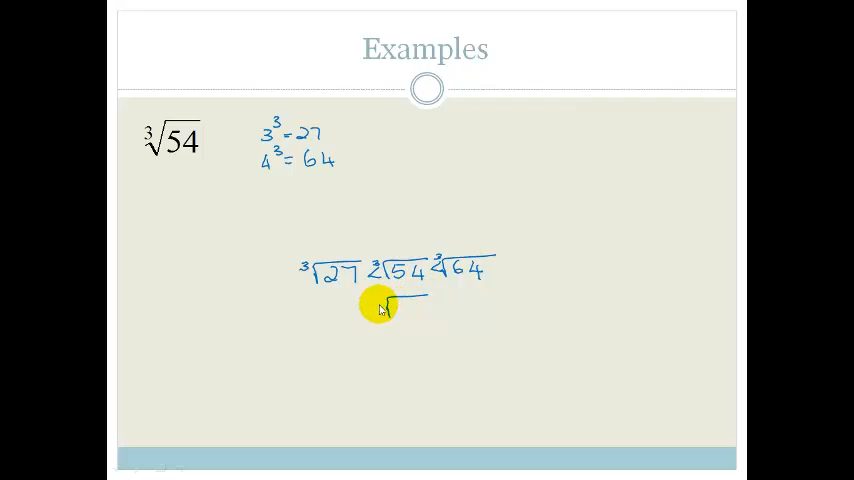 Examples
∛54
3³ = 27
4³ = 64
∛27 < ∛54 < ∛64
√